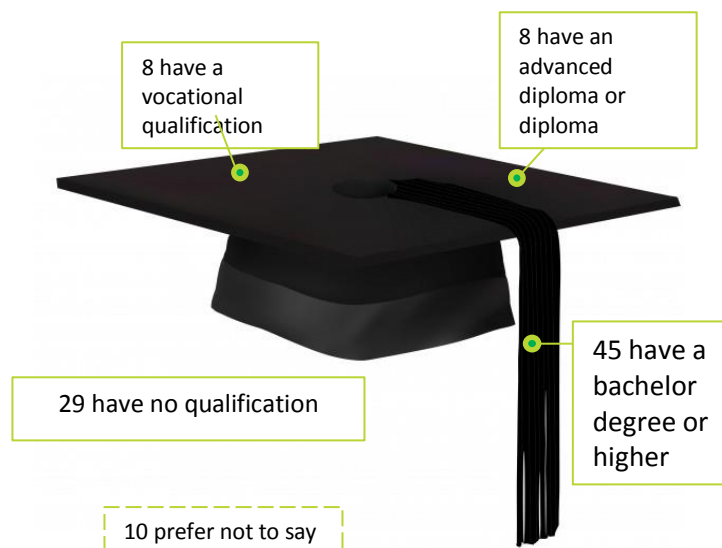 8 have a
vocational
qualification
8 have an
advanced
diploma or
diploma
45 have a
bachelor
degree or
higher
29 have no qualification
10 prefer not to say